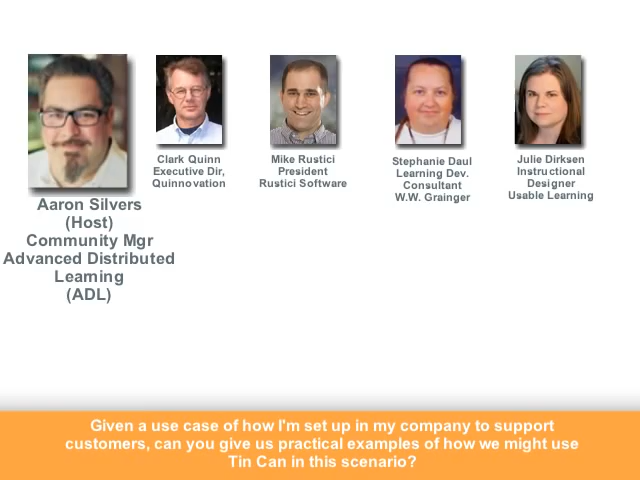 Aaron Silvers
(Host)
Community Mgr
Advanced Distributed
Learning
(ADL)
Clark Quinn
Executive Dir,
Quinnovation
Mike Rustici
President
Rustici Software
Stephanie Daul
Learning Dev.
Consultant
W.W. Grainger
Julie Dirksen
Instructional
Designer
Usable Learning
Given a use case of how I'm set up in my company to support
customers, can you give us practical examples of how we might use
Tin Can in this scenario?